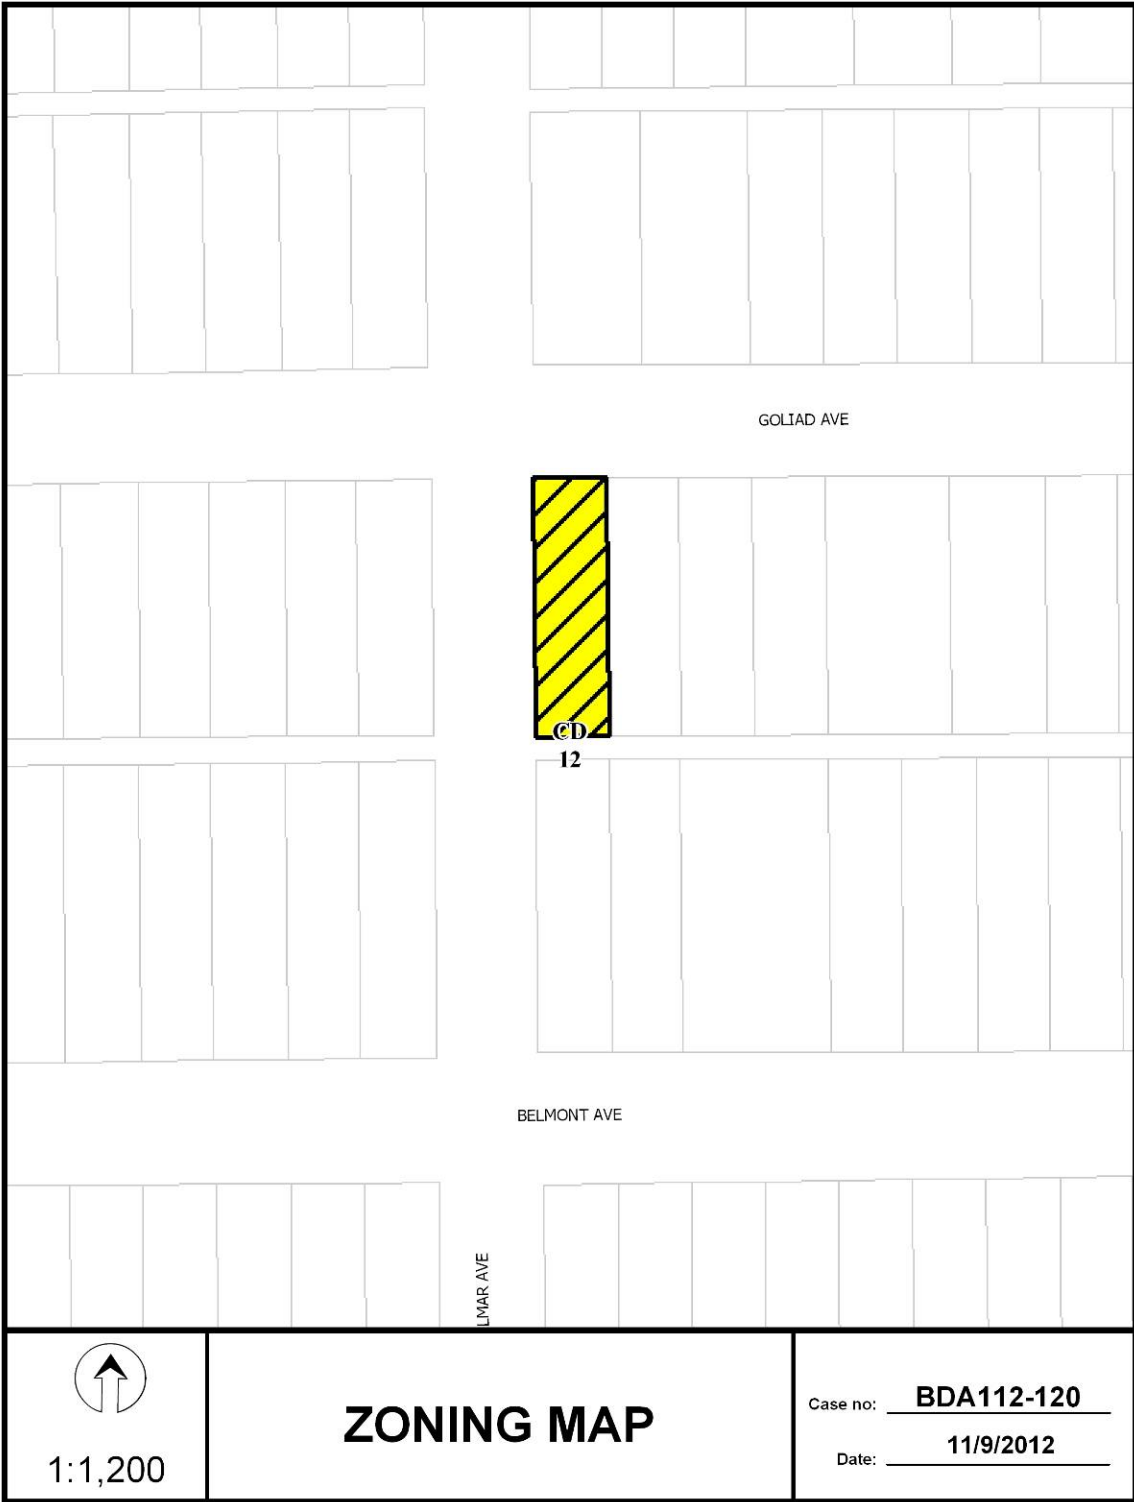 GOLIAD AVE
CD
12
BELMONT AVE
LMAR AVE
1:1,200
ZONING MAP
Case no: BDA112-120
Date: 11/9/2012